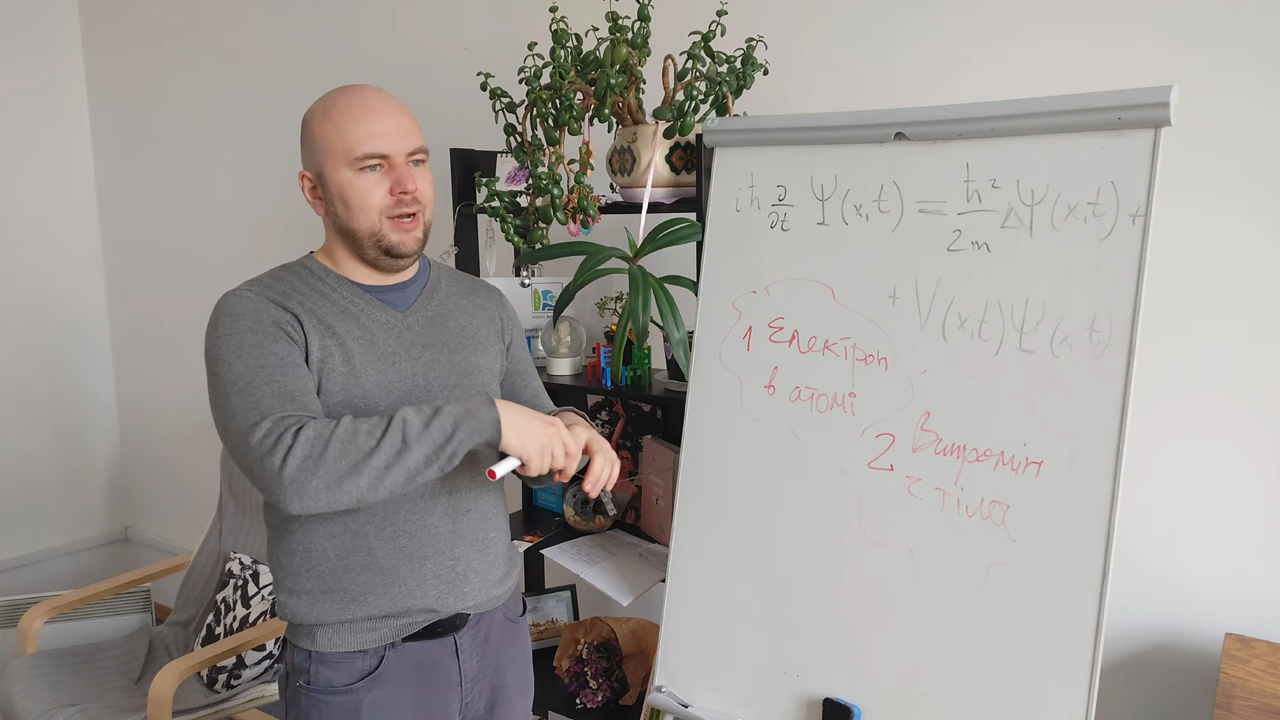 iħ ∂/∂t Ψ(x,t) = ħ²/2m ΔΨ(x,t) +
+ V(x,t)Ψ(x,t)
1 Електрон
в атомі
2 Випромін
ч. тіла